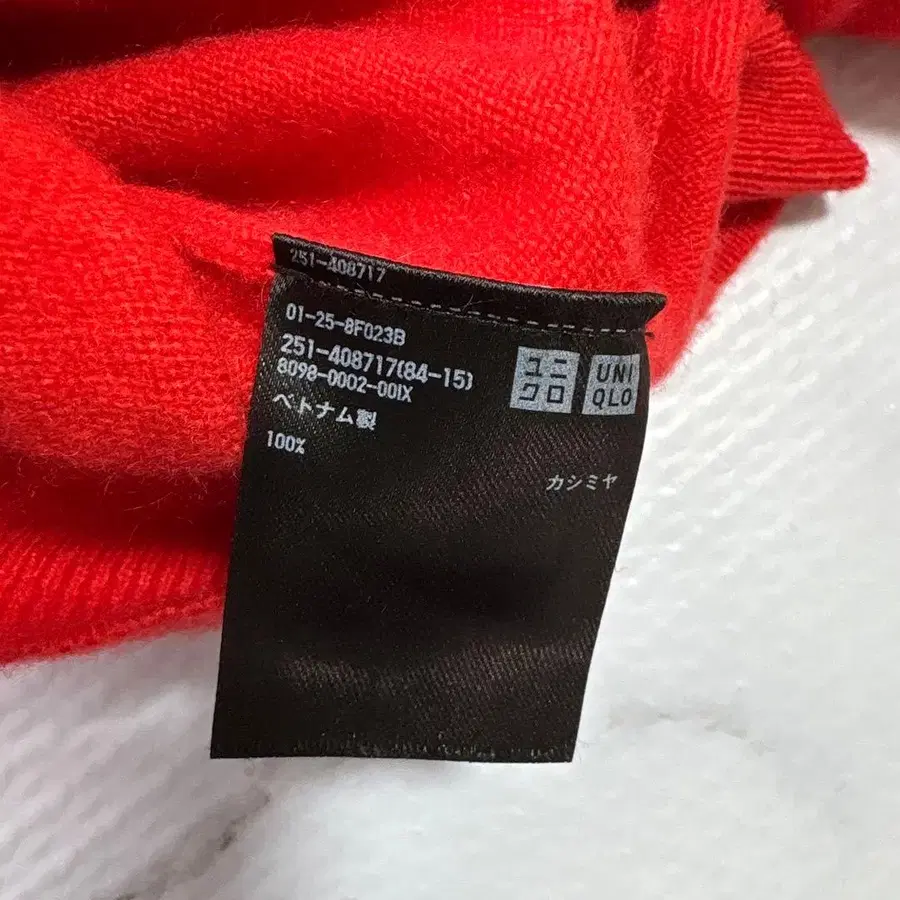 251-408717
01-25-8F023B
251-408717(84-15)
8098-0002-00IX
ユニクロ
UNIQLO
ベトナム製
100%
カシミヤ